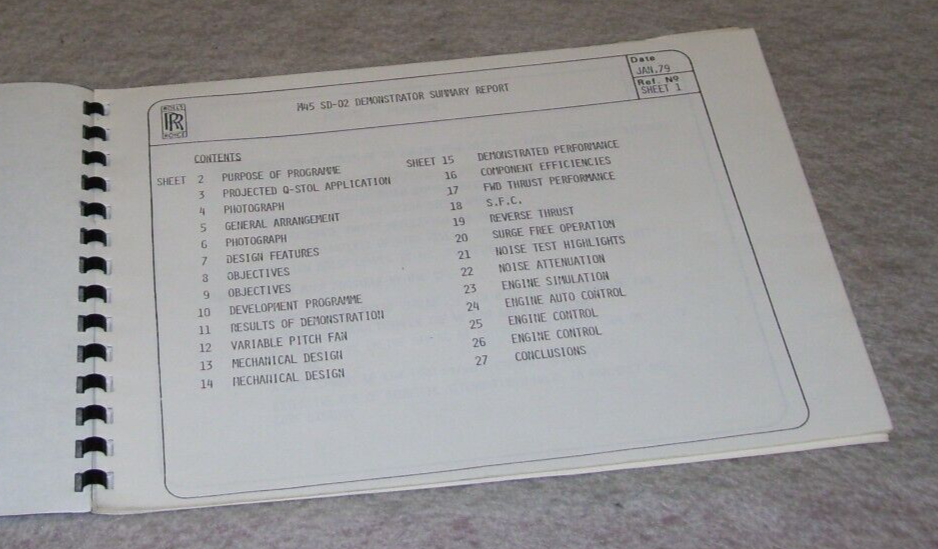 ROLLS
RR
ROYCE
M45 SD-02 DEMONSTRATOR SUMMARY REPORT
Date
JAN.79
Ref. Nº
SHEET 1
CONTENTS
SHEET 2 PURPOSE OF PROGRAMME
3 PROJECTED Q-STOL APPLICATION
4 PHOTOGRAPH
5 GENERAL ARRANGEMENT
6 PHOTOGRAPH
7 DESIGN FEATURES
8 OBJECTIVES
9 OBJECTIVES
10 DEVELOPMENT PROGRAMME
11 RESULTS OF DEMONSTRATION
12 VARIABLE PITCH FAN
13 MECHANICAL DESIGN
14 MECHANICAL DESIGN
SHEET 15 DEMONSTRATED PERFORMANCE
16 COMPONENT EFFICIENCIES
17 FWD THRUST PERFORMANCE
18 S.F.C.
19 REVERSE THRUST
20 SURGE FREE OPERATION
21 NOISE TEST HIGHLIGHTS
22 NOISE ATTENUATION
23 ENGINE SIMULATION
24 ENGINE AUTO CONTROL
25 ENGINE CONTROL
26 ENGINE CONTROL
27 CONCLUSIONS